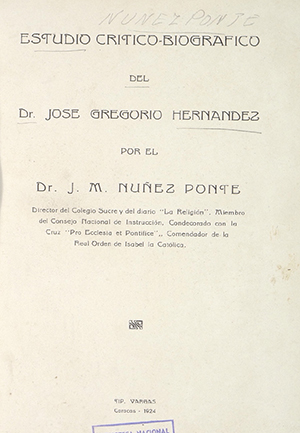 NUÑEZ PONTE
ESTUDIO CRITICO-BIOGRAFICO
DEL
Dr. JOSE GREGORIO HERNANDEZ
POR EL
Dr. J. M. NUÑEZ PONTE
Director del Colegio Sucre y del diario "La Religión". Miembro
del Consejo Nacional de Instrucción. Condecorado con la
Cruz "Pro Ecclesia et Pontifice". Comendador de la
Real Orden de Isabel la Católica.
TIP. VARGAS
Caracas - 1924
NACIONAL